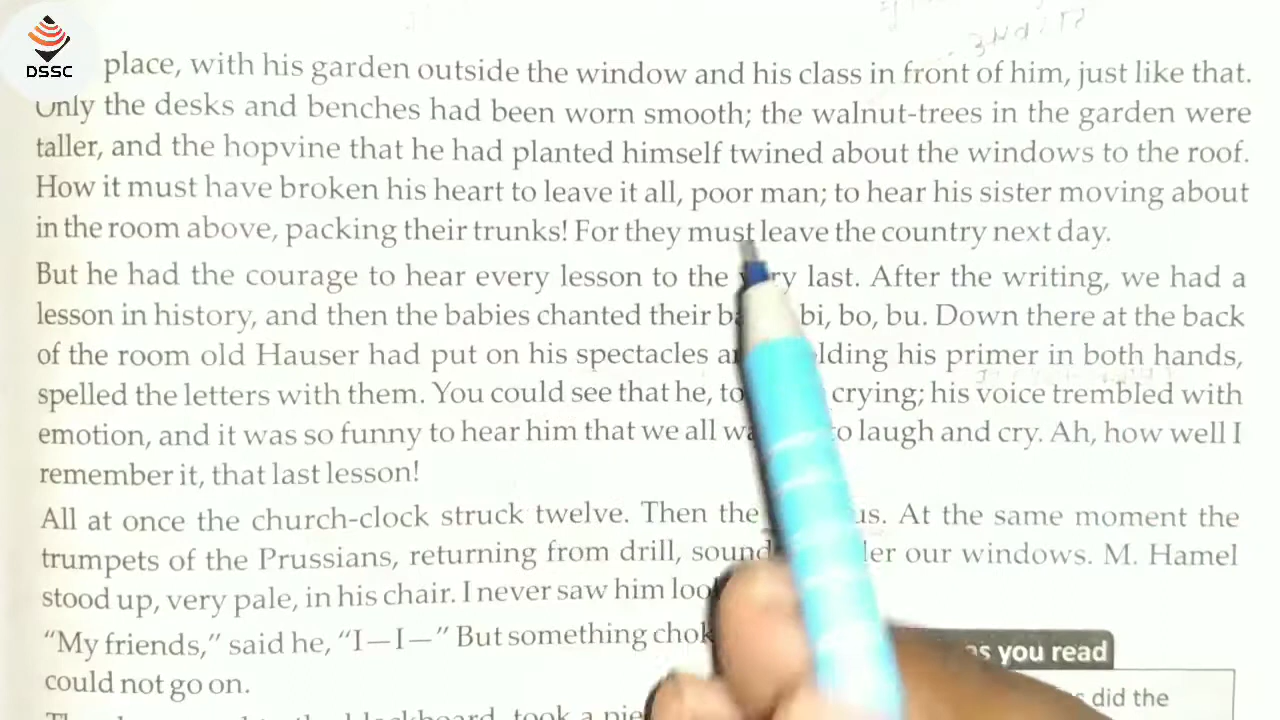 DSSC
place, with his garden outside the window and his class in front of him, just like that.
Only the desks and benches had been worn smooth; the walnut-trees in the garden were
taller, and the hopvine that he had planted himself twined about the windows to the roof.
How it must have broken his heart to leave it all, poor man; to hear his sister moving about
in the room above, packing their trunks! For they must leave the country next day.
But he had the courage to hear every lesson to the very last. After the writing, we had a
lesson in history, and then the babies chanted their bi, bo, bu. Down there at the back
of the room old Hauser had put on his spectacles his primer in both hands,
spelled the letters with them. You could see that he, crying; his voice trembled with
emotion, and it was so funny to hear him that we all to laugh and cry. Ah, how well I
remember it, that last lesson!
All at once the church-clock struck twelve. Then the At the same moment the
trumpets of the Prussians, returning from drill, our windows. M. Hamel
stood up, very pale, in his chair. I never saw him
“My friends,” said he, “I—I—” But something
could not go on.
as you read
did the
took a